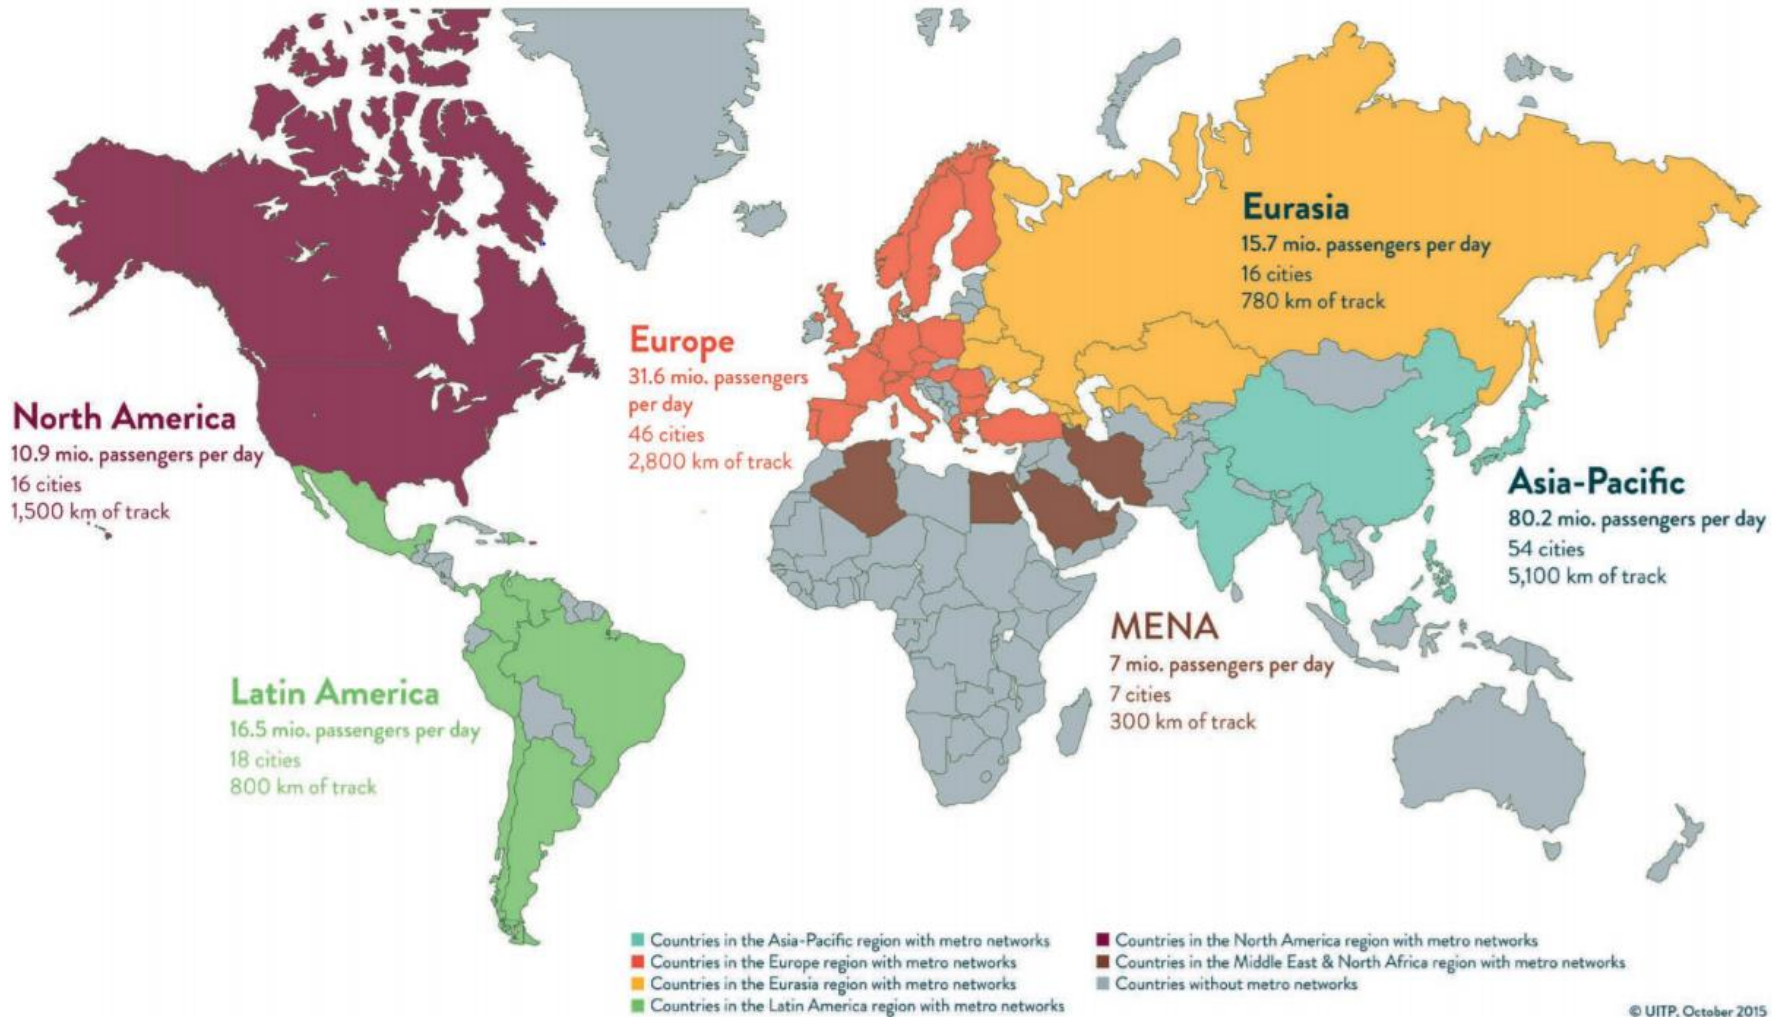 Eurasia
15.7 mio. passengers per day
16 cities
780 km of track
Europe
31.6 mio. passengers
per day
46 cities
2,800 km of track
North America
10.9 mio. passengers per day
16 cities
1,500 km of track
Asia-Pacific
80.2 mio. passengers per day
54 cities
5,100 km of track
MENA
7 mio. passengers per day
7 cities
300 km of track
Latin America
16.5 mio. passengers per day
18 cities
800 km of track
Countries in the Asia-Pacific region with metro networks
Countries in the Europe region with metro networks
Countries in the Eurasia region with metro networks
Countries in the Latin America region with metro networks
Countries in the North America region with metro networks
Countries in the Middle East & North Africa region with metro networks
Countries without metro networks
© UITP, October 2015